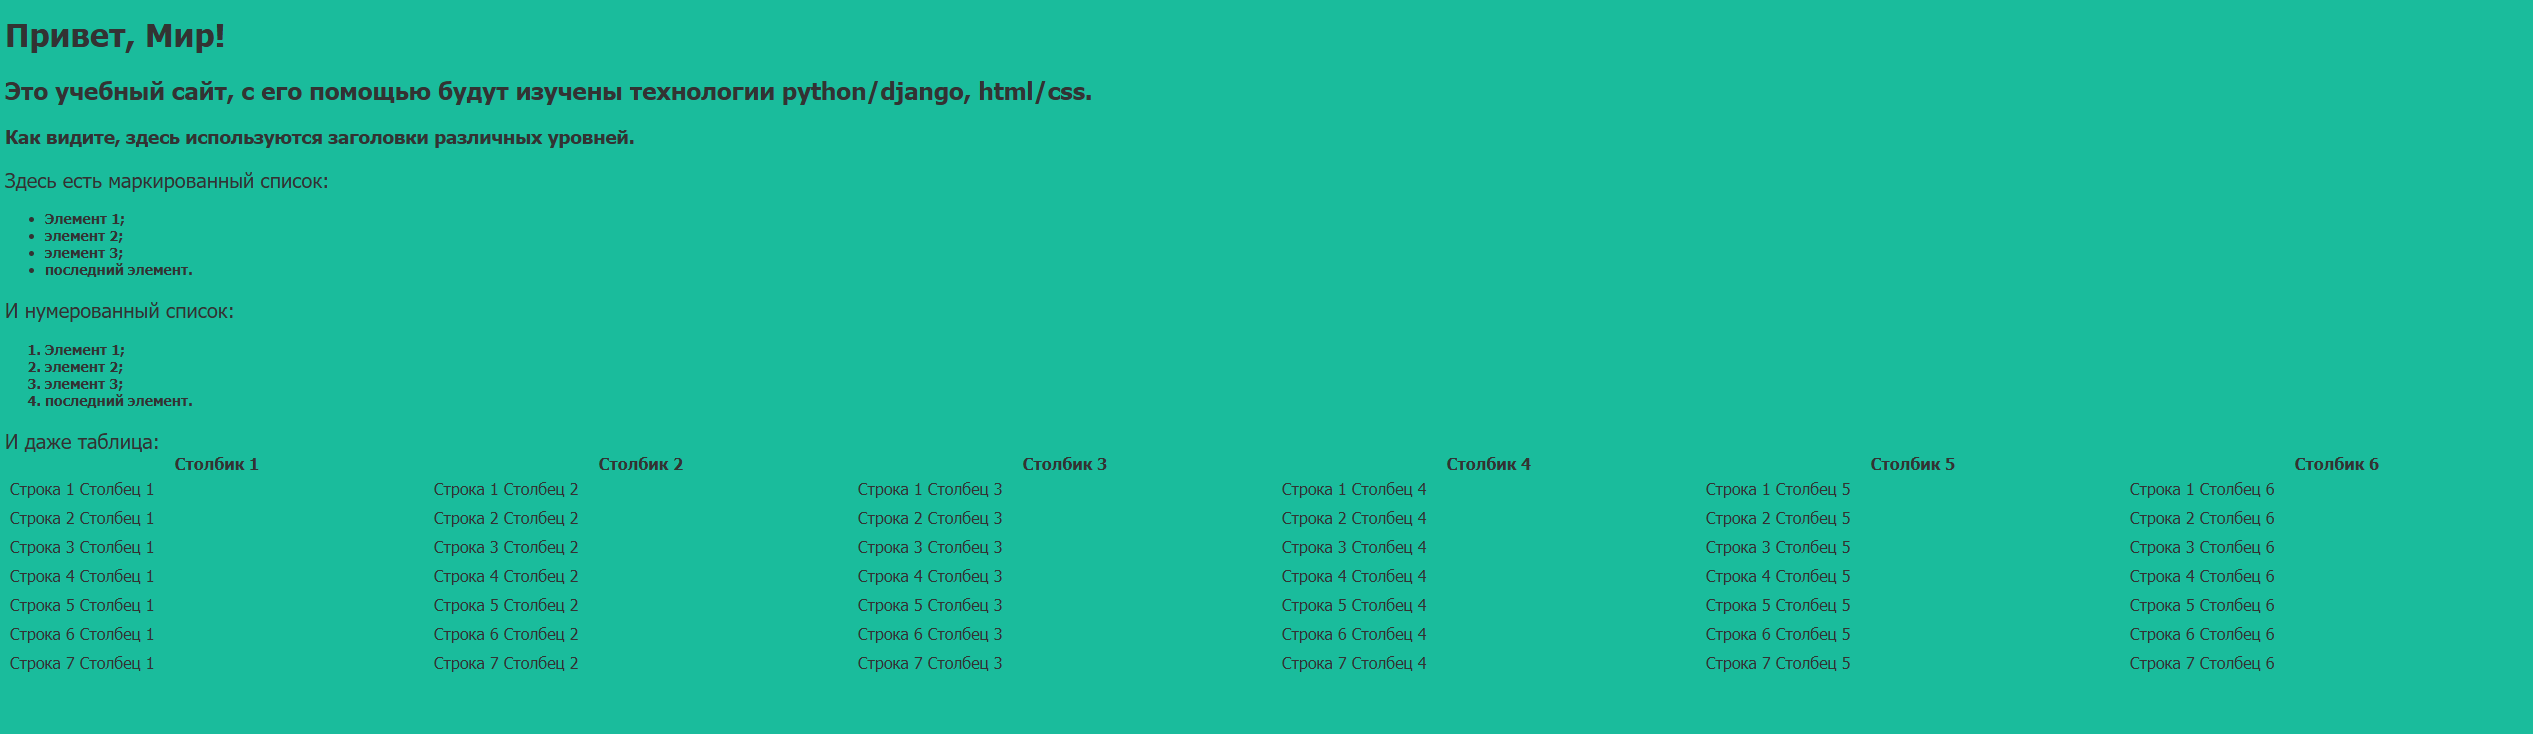 Привет, Мир!
Это учебный сайт, с его помощью будут изучены технологии python/django, html/css.
Как видите, здесь используются заголовки различных уровней.
Здесь есть маркированный список:
• Элемент 1;
• элемент 2;
• элемент 3;
• последний элемент.
И нумерованный список:
1. Элемент 1;
2. элемент 2;
3. элемент 3;
4. последний элемент.
И даже таблица:
Столбик 1 Столбик 2 Столбик 3 Столбик 4 Столбик 5 Столбик 6
Строка 1 Столбец 1 Строка 1 Столбец 2 Строка 1 Столбец 3 Строка 1 Столбец 4 Строка 1 Столбец 5 Строка 1 Столбец 6
Строка 2 Столбец 1 Строка 2 Столбец 2 Строка 2 Столбец 3 Строка 2 Столбец 4 Строка 2 Столбец 5 Строка 2 Столбец 6
Строка 3 Столбец 1 Строка 3 Столбец 2 Строка 3 Столбец 3 Строка 3 Столбец 4 Строка 3 Столбец 5 Строка 3 Столбец 6
Строка 4 Столбец 1 Строка 4 Столбец 2 Строка 4 Столбец 3 Строка 4 Столбец 4 Строка 4 Столбец 5 Строка 4 Столбец 6
Строка 5 Столбец 1 Строка 5 Столбец 2 Строка 5 Столбец 3 Строка 5 Столбец 4 Строка 5 Столбец 5 Строка 5 Столбец 6
Строка 6 Столбец 1 Строка 6 Столбец 2 Строка 6 Столбец 3 Строка 6 Столбец 4 Строка 6 Столбец 5 Строка 6 Столбец 6
Строка 7 Столбец 1 Строка 7 Столбец 2 Строка 7 Столбец 3 Строка 7 Столбец 4 Строка 7 Столбец 5 Строка 7 Столбец 6